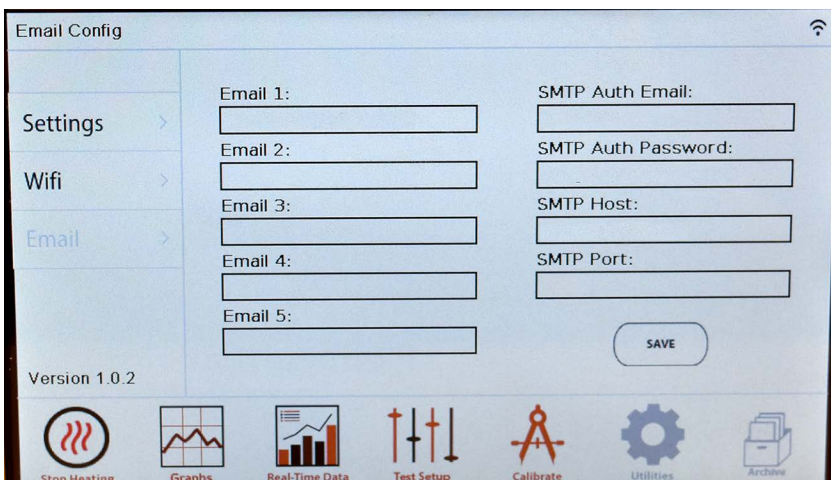 Email Config
Settings
Wifi
Email
Version 1.0.2
Email 1:
Email 2:
Email 3:
Email 4:
Email 5:
SMTP Auth Email:
SMTP Auth Password:
SMTP Host:
SMTP Port:
SAVE
Stop Heating
Graphs
Real-Time Data
Test Setup
Calibrate
Utilities
Archive